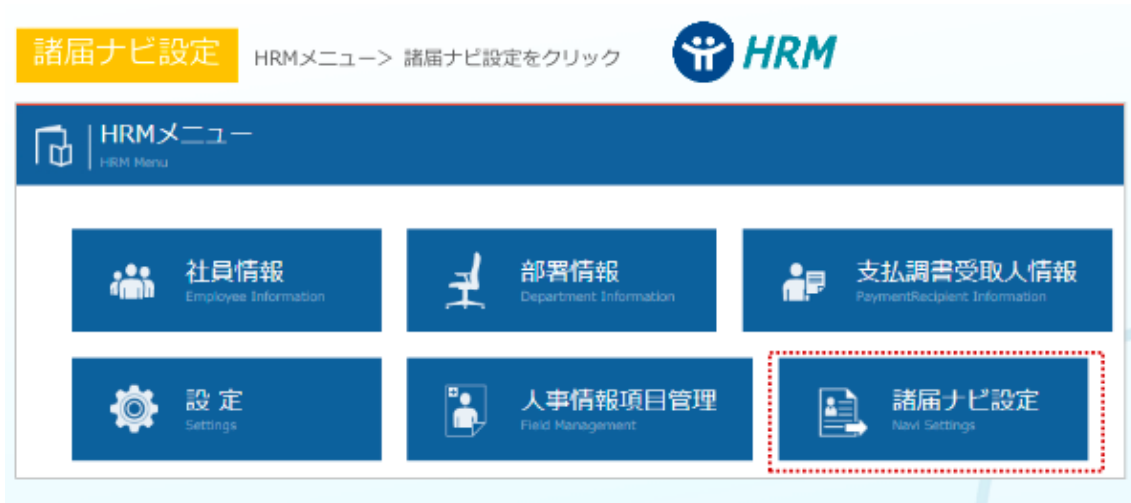 諸届ナビ設定
HRMメニュー> 諸届ナビ設定をクリック
HRM
HRMメニュー
HRM Menu
社員情報
Employee Information
部署情報
Department Information
支払調書受取人情報
PaymentRecipient Information
設 定
Settings
人事情報項目管理
Field Management
諸届ナビ設定
Navi Settings